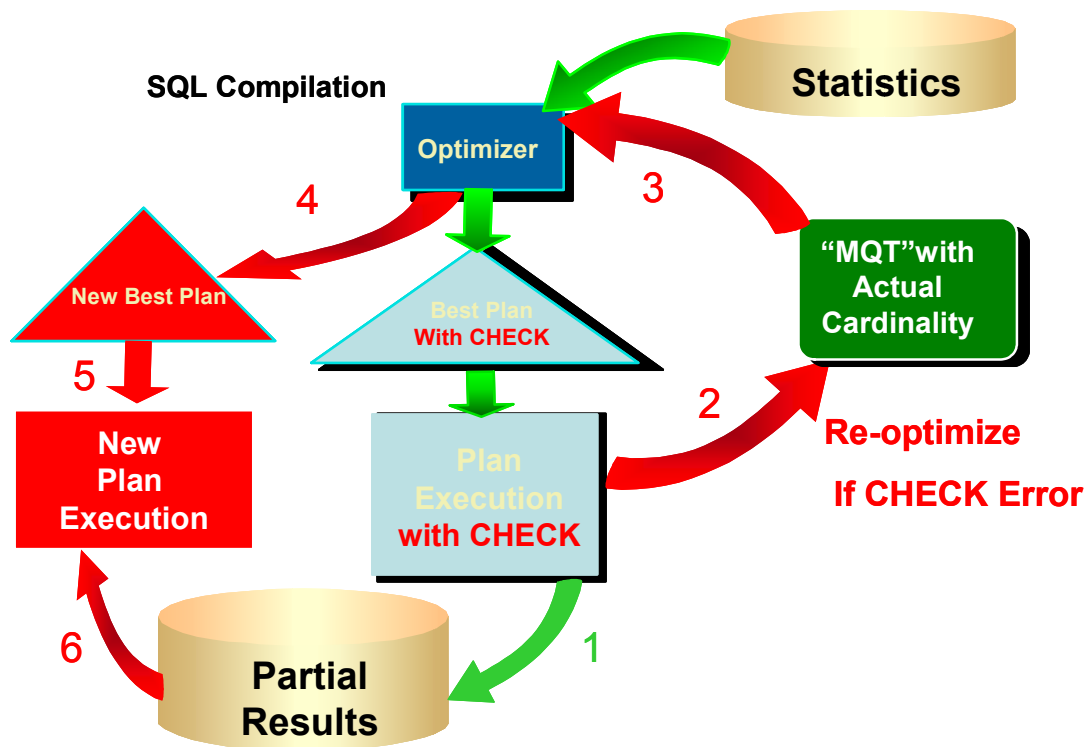 Statistics
SQL Compilation
Optimizer
3
4
“MQT”with
Actual
Cardinality
New Best Plan
Best Plan
With CHECK
5
2
Re-optimize
If CHECK Error
New
Plan
Execution
Plan
Execution
with CHECK
6
1
Partial
Results